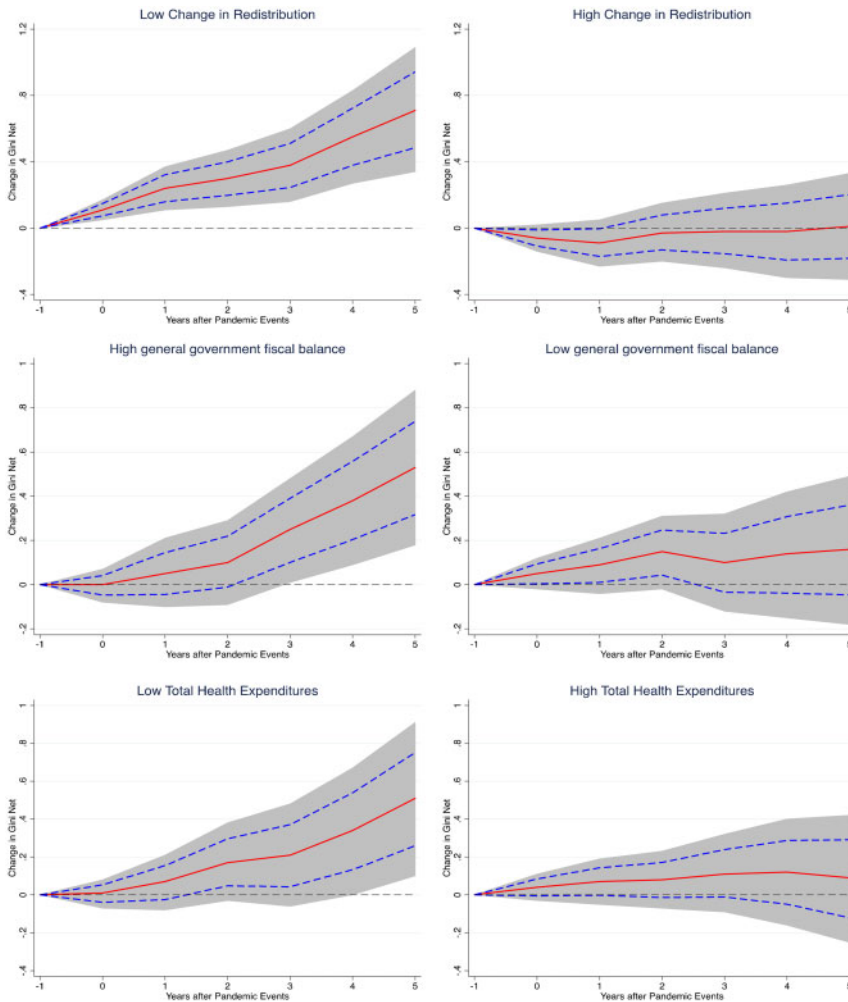 Low Change in Redistribution
High Change in Redistribution
Change in Gini Net
1.2
.8
.4
0
-.4
-1 0 1 2 3 4 5
Years after Pandemic Events
Change in Gini Net
1.2
.8
.4
0
-.4
-1 0 1 2 3 4 5
Years after Pandemic Events
High general government fiscal balance
Low general government fiscal balance
Change in Gini Net
1
.8
.6
.4
.2
0
-.2
-1 0 1 2 3 4 5
Years after Pandemic Events
Change in Gini Net
1
.8
.6
.4
.2
0
-.2
-1 0 1 2 3 4 5
Years after Pandemic Events
Low Total Health Expenditures
High Total Health Expenditures
Change in Gini Net
1
.8
.6
.4
.2
0
-.2
-.4
-1 0 1 2 3 4 5
Years after Pandemic Events
Change in Gini Net
1
.8
.6
.4
.2
0
-.2
-.4
-1 0 1 2 3 4 5
Years after Pandemic Events